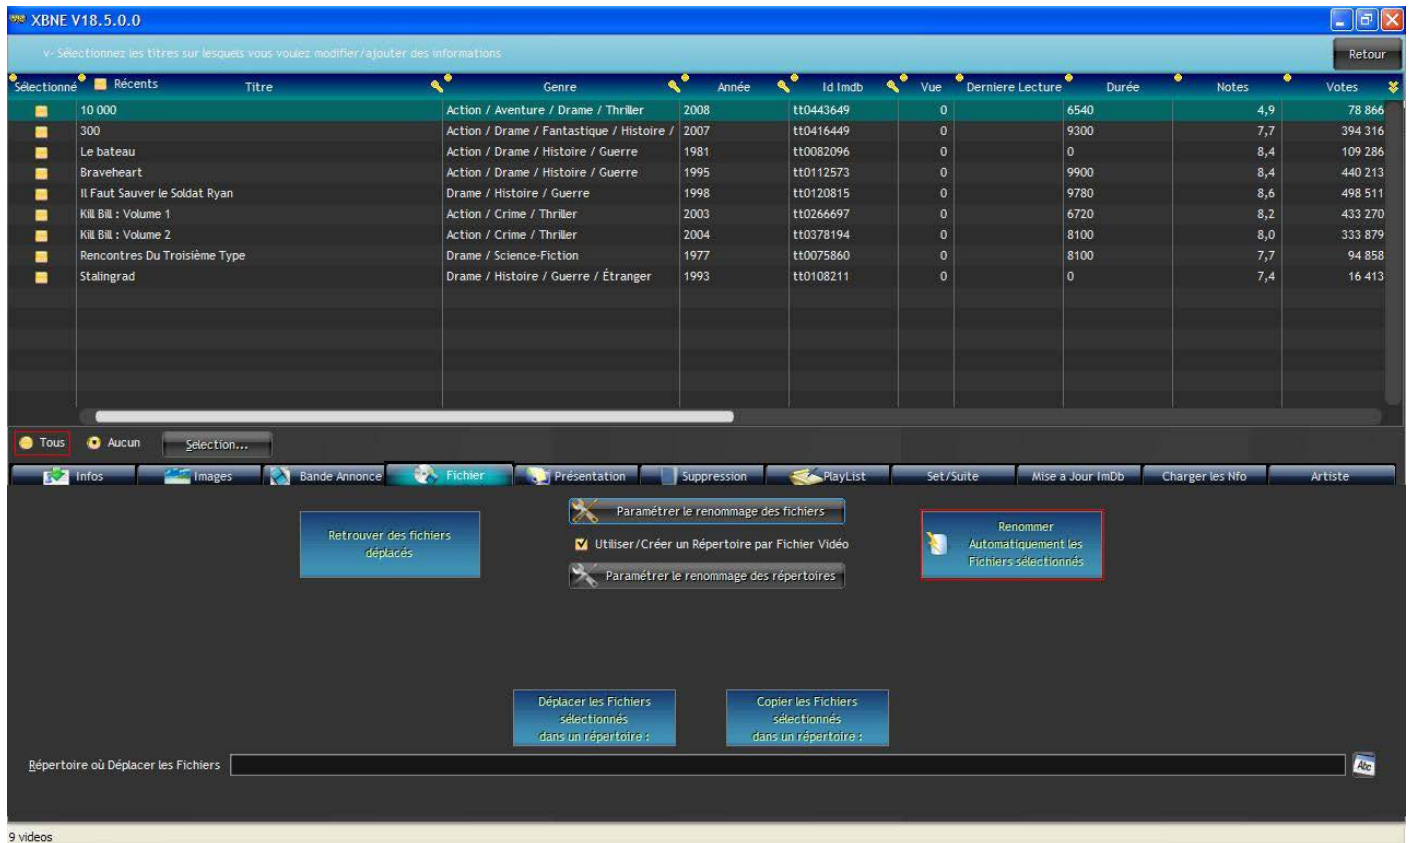 XBNE V18.5.0.0
v- Sélectionnez les titres sur lesquels vous voulez modifier/ajouter des informations
Retour
Sélectionné Récents Titre Genre Année Id Imdb Vue Derniere Lecture Durée Notes Votes
10 000 Action / Aventure / Drame / Thriller 2008 tt0443649 0 6540 4,9 78 866
300 Action / Drame / Fantastique / Histoire / 2007 tt0416449 0 9300 7,7 394 316
Le bateau Action / Drame / Histoire / Guerre 1981 tt0082096 0 0 8,4 109 286
Braveheart Action / Drame / Histoire / Guerre 1995 tt0112573 0 9900 8,4 440 213
Il Faut Sauver le Soldat Ryan Drame / Histoire / Guerre 1998 tt0120815 0 9780 8,6 498 511
Kill Bill : Volume 1 Action / Crime / Thriller 2003 tt0266697 0 6720 8,2 433 270
Kill Bill : Volume 2 Action / Crime / Thriller 2004 tt0378194 0 8100 8,0 333 879
Rencontres Du Troisième Type Drame / Science-Fiction 1977 tt0075860 0 8100 7,7 94 858
Stalingrad Drame / Histoire / Guerre / Étranger 1993 tt0108211 0 0 7,4 16 413
Tous Aucun Selection...
Infos Images Bande Annonce Fichier Présentation Suppression PlayList Set/Suite Mise a Jour ImDb Charger les Nfo Artiste
Retrouver des fichiers
déplacés
Paramétrer le renommage des fichiers
Utiliser/Créer un Répertoire par Fichier Vidéo
Paramétrer le renommage des répertoires
Renommer
Automatiquement les
Fichiers sélectionnés
Déplacer les Fichiers
sélectionnés
dans un répertoire :
Copier les Fichiers
sélectionnés
dans un répertoire :
Répertoire où Déplacer les Fichiers
Abc
9 videos